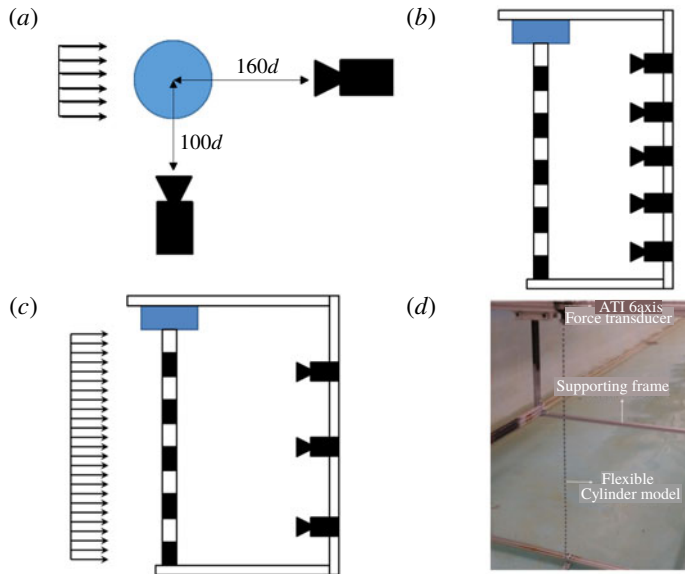 (a)
160d
100d
(b)
(c)
(d)
ATI 6axis
Force transducer
Supporting frame
Flexible
Cylinder model